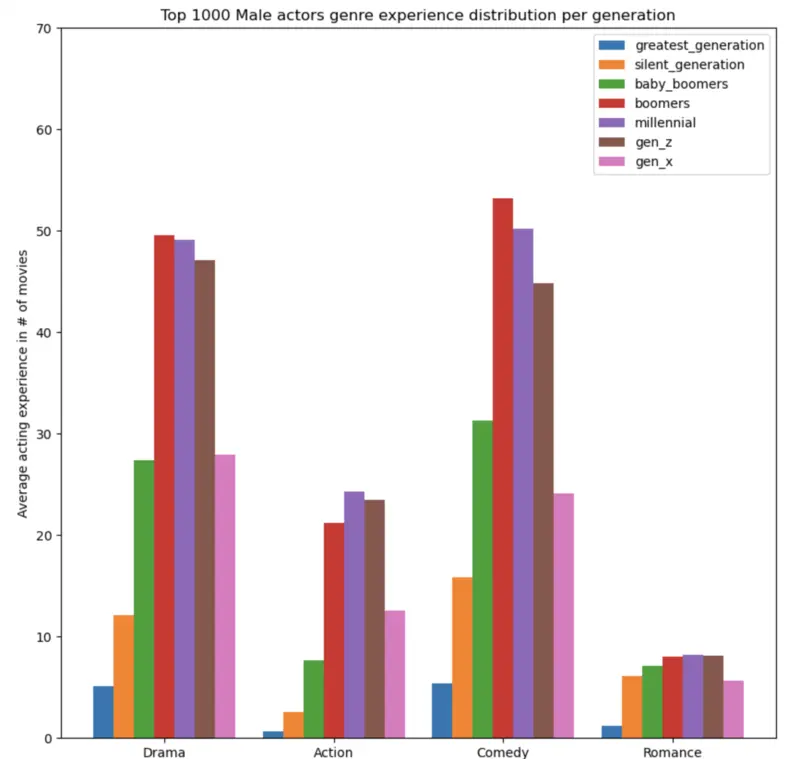 Top 1000 Male actors genre experience distribution per generation
70
60
50
40
30
20
10
0
Average acting experience in # of movies
greatest_generation
silent_generation
baby_boomers
boomers
millennial
gen_z
gen_x
Drama
Action
Comedy
Romance